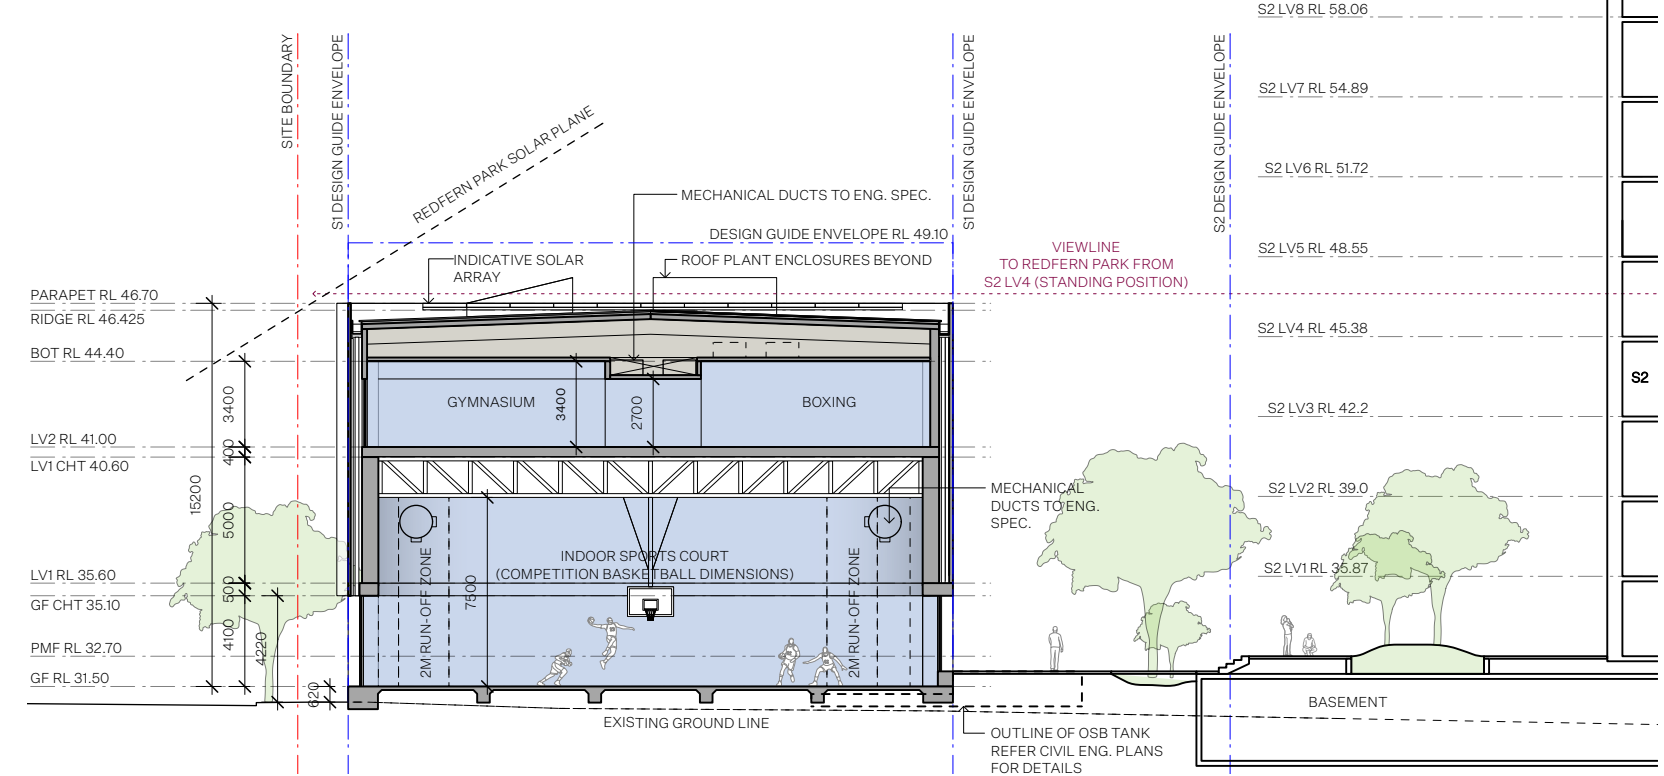 S2 LV8 RL 58.06
SITE BOUNDARY
S1 DESIGN GUIDE ENVELOPE
S1 DESIGN GUIDE ENVELOPE
S2 DESIGN GUIDE ENVELOPE
S2 LV7 RL 54.89
REDFERN PARK SOLAR PLANE
S2 LV6 RL 51.72
MECHANICAL DUCTS TO ENG. SPEC.
DESIGN GUIDE ENVELOPE RL 49.10
S2 LV5 RL 48.55
VIEWLINE
TO REDFERN PARK FROM
S2 LV4 (STANDING POSITION)
INDICATIVE SOLAR
ARRAY
ROOF PLANT ENCLOSURES BEYOND
PARAPET RL 46.70
RIDGE RL 46.425
S2 LV4 RL 45.38
BOT RL 44.40
S2
3400
GYMNASIUM
3400
2700
BOXING
S2 LV3 RL 42.2
LV2 RL 41.00
400
LV1 CHT 40.60
15200
5000
MECHANICAL
DUCTS TO ENG.
SPEC.
S2 LV2 RL 39.0
INDOOR SPORTS COURT
(COMPETITION BASKETBALL DIMENSIONS)
S2 LV1 RL 35.87
LV1 RL 35.60
500
GF CHT 35.10
7500
2M RUN-OFF ZONE
2M RUN-OFF ZONE
4100
4220
PMF RL 32.70
GF RL 31.50
620
EXISTING GROUND LINE
BASEMENT
OUTLINE OF OSB TANK
REFER CIVIL ENG. PLANS
FOR DETAILS